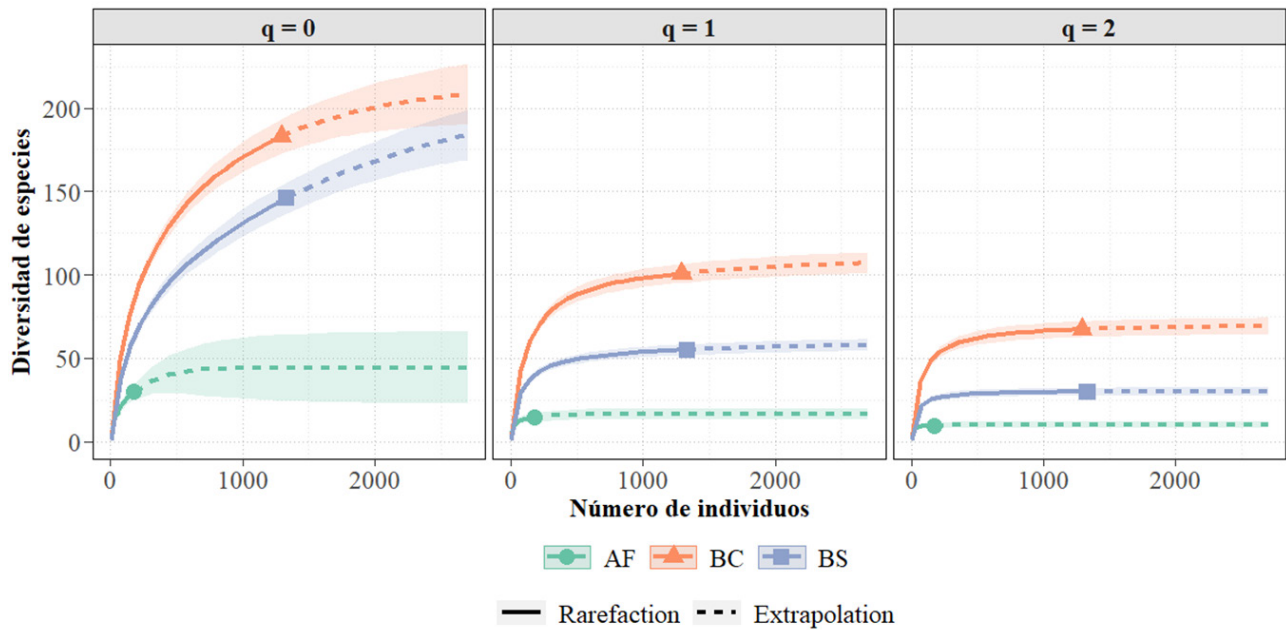 q = 0 q = 1 q = 2
200
150
100
50
0
Diversidad de especies
0 1000 2000 0 1000 2000 0 1000 2000
Número de individuos
AF BC BS
Rarefaction Extrapolation